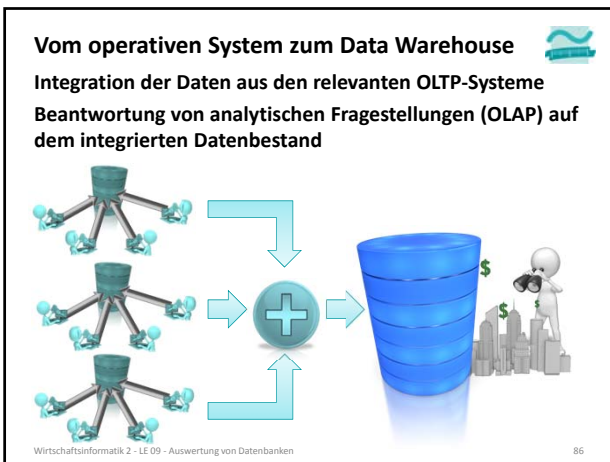 Vom operativen System zum Data Warehouse
Integration der Daten aus den relevanten OLTP-Systeme
Beantwortung von analytischen Fragestellungen (OLAP) auf
dem integrierten Datenbestand
$
$
$
Wirtschaftsinformatik 2 - LE 09 - Auswertung von Datenbanken
86